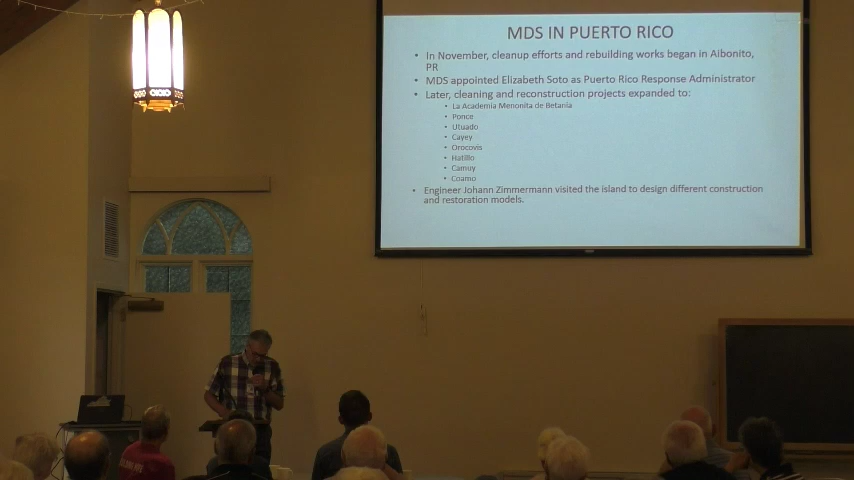 MDS IN PUERTO RICO
• In November, cleanup efforts and rebuilding works began in Aibonito,
PR
• MDS appointed Elizabeth Soto as Puerto Rico Response Administrator
• Later, cleaning and reconstruction projects expanded to:
• La Academia Menonita de Betania
• Ponce
• Utuado
• Cayey
• Orocovis
• Hatillo
• Camuy
• Coamo
• Engineer Johann Zimmermann visited the island to design different construction
and restoration models.